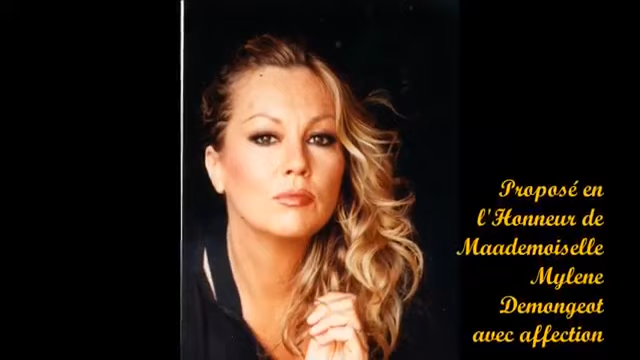 Proposé en
l'Honneur de
Maademoiselle
Mylene
Demongeot
avec affection